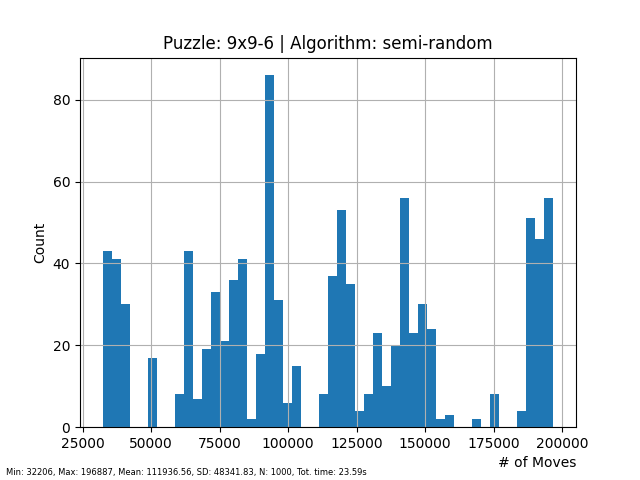 Puzzle: 9x9-6 | Algorithm: semi-random
80
60
40
20
0
Count
25000 50000 75000 100000 125000 150000 175000 200000
# of Moves
Min: 32206, Max: 196887, Mean: 111936.56, SD: 48341.83, N: 1000, Tot. time: 23.59s